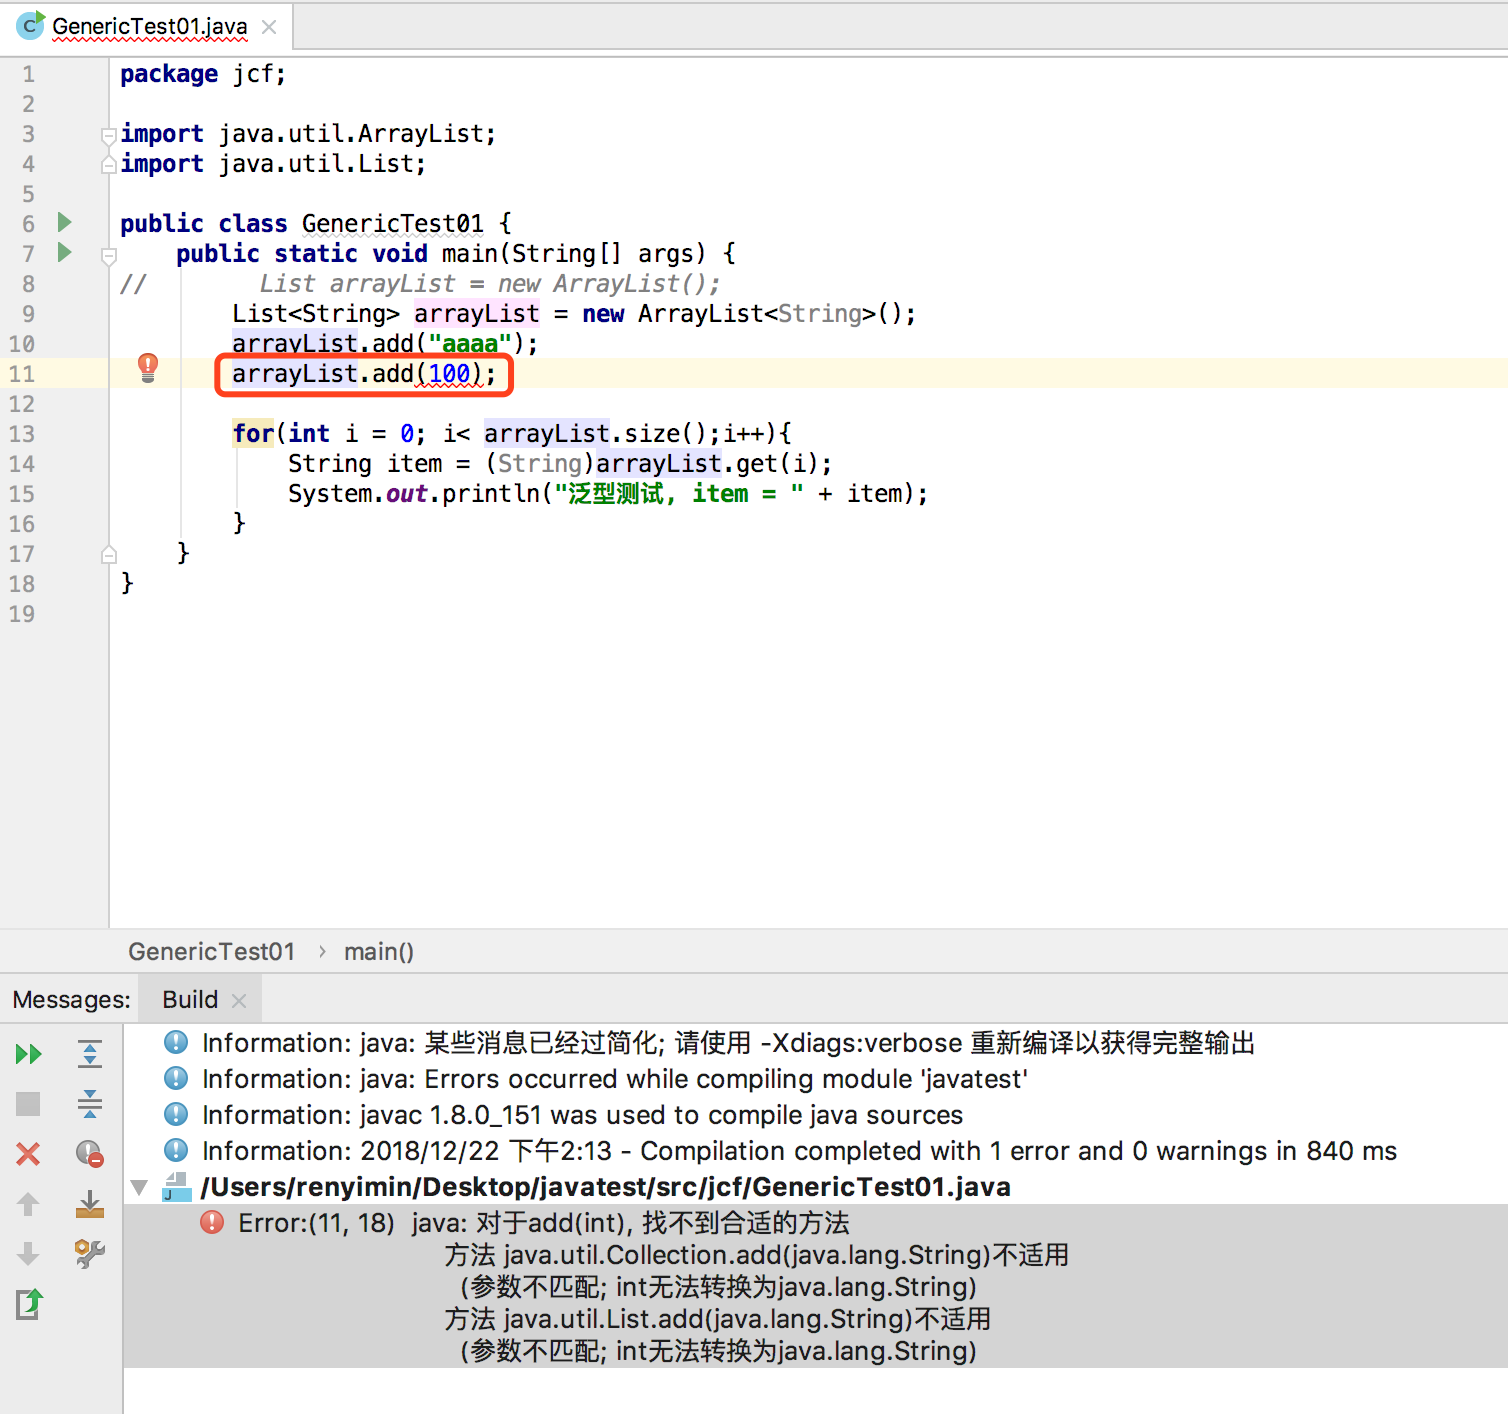 GenericTest01.java
1 package jcf;
2
3 import java.util.ArrayList;
4 import java.util.List;
5
6 public class GenericTest01 {
7 public static void main(String[] args) {
8 // List arrayList = new ArrayList();
9 List<String> arrayList = new ArrayList<String>();
10 arrayList.add("aaaa");
11 arrayList.add(100);
12
13 for(int i = 0; i< arrayList.size();i++){
14 String item = (String)arrayList.get(i);
15 System.out.println("泛型测试, item = " + item);
16 }
17 }
18 }
19
GenericTest01 › main()
Messages: Build
Information: java: 某些消息已经过简化; 请使用 -Xdiags:verbose 重新编译以获得完整输出
Information: java: Errors occurred while compiling module 'javatest'
Information: javac 1.8.0_151 was used to compile java sources
Information: 2018/12/22 下午2:13 - Compilation completed with 1 error and 0 warnings in 840 ms
/Users/renyimin/Desktop/javatest/src/jcf/GenericTest01.java
Error:(11, 18) java: 对于add(int), 找不到合适的方法
方法 java.util.Collection.add(java.lang.String)不适用
(参数不匹配; int无法转换为java.lang.String)
方法 java.util.List.add(java.lang.String)不适用
(参数不匹配; int无法转换为java.lang.String)